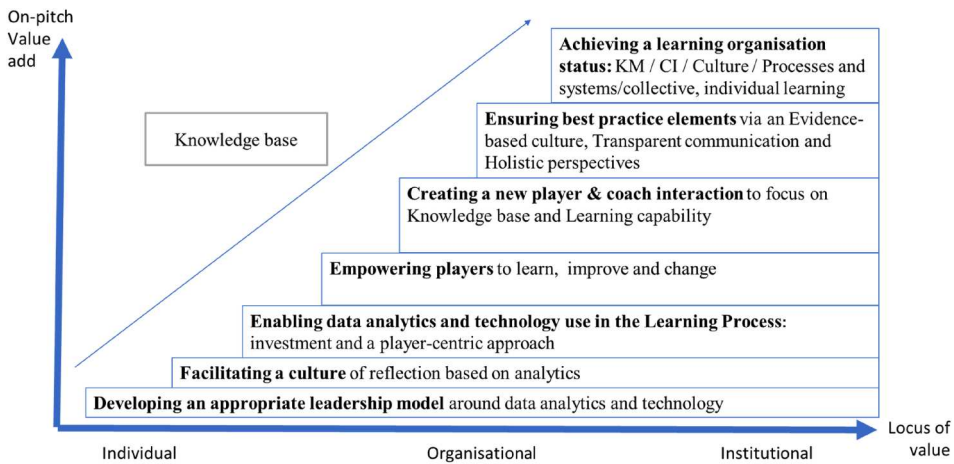 On-pitch
Value
add
Achieving a learning organisation
status: KM / CI / Culture / Processes and
systems/collective, individual learning
Knowledge base
Ensuring best practice elements via an Evidence-
based culture, Transparent communication and
Holistic perspectives
Creating a new player & coach interaction to focus on
Knowledge base and Learning capability
Empowering players to learn,  improve and change
Enabling data analytics and technology use in the Learning Process:
investment and a player-centric approach
Facilitating a culture of reflection based on analytics
Developing an appropriate leadership model around data analytics and technology
Locus of
value
Individual
Organisational
Institutional